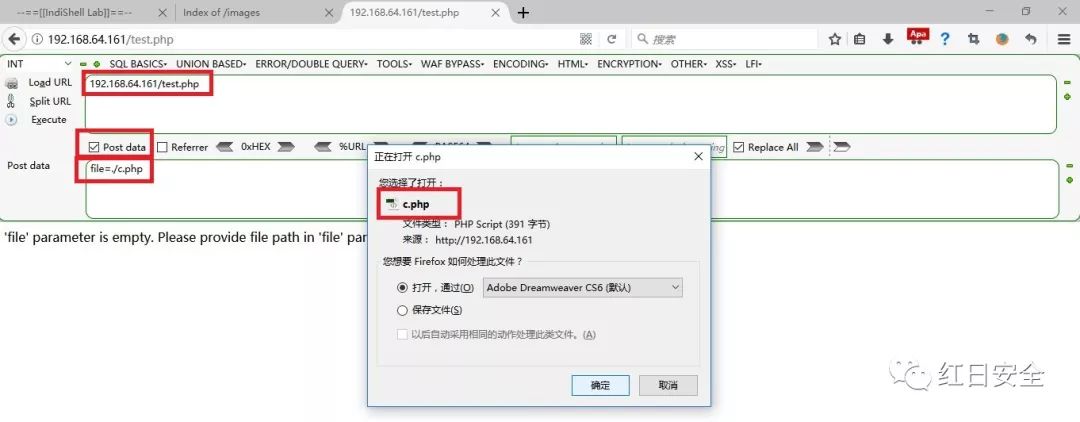 --==[[IndiShell Lab]]==--
Index of /images
192.168.64.161/test.php
192.168.64.161/test.php
搜索
Apa
INT
SQL BASICS
UNION BASED
ERROR/DOUBLE QUERY
TOOLS
WAF BYPASS
ENCODING
HTML
ENCRYPTION
OTHER
XSS
LFI
Load URL
192.168.64.161/test.php
Split URL
Execute
Post data
Referrer
0xHEX
%URL
BASE64
Replace All
Post data
file=./c.php
'file' parameter is empty. Please provide file path in 'file' par
正在打开 c.php
您选择了打开：
c.php
文件类型： PHP Script (391 字节)
来源： http://192.168.64.161
您想要 Firefox 如何处理此文件？
打开，通过(O)
Adobe Dreamweaver CS6 (默认)
保存文件(S)
以后自动采用相同的动作处理此类文件。(A)
确定
取消
红日安全